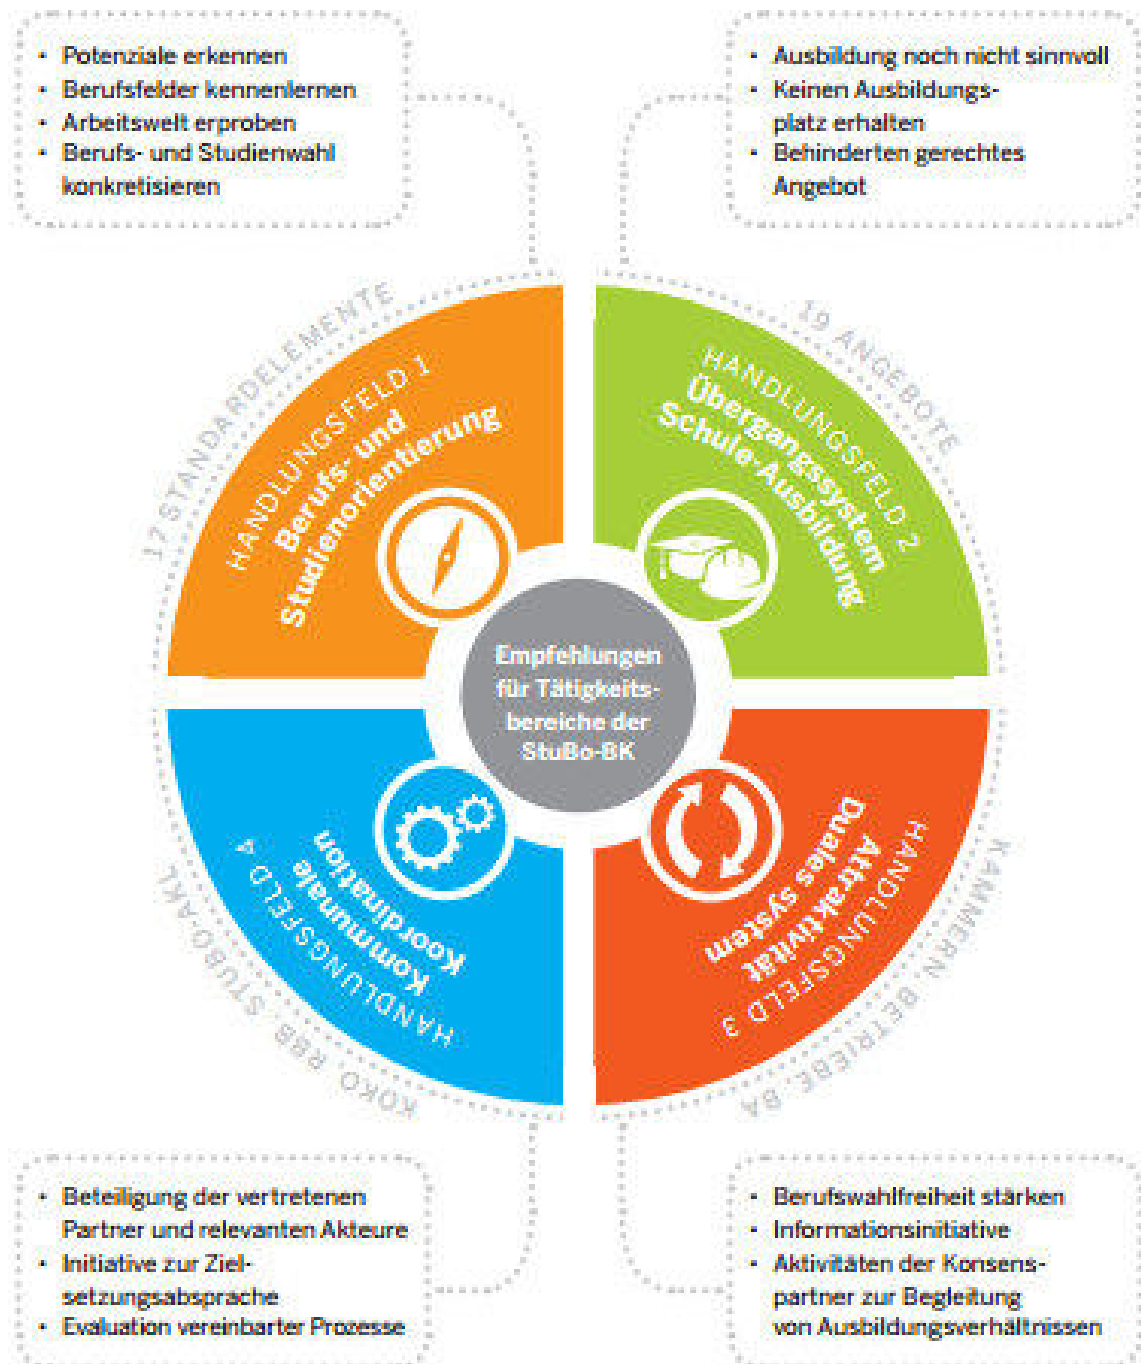 • Potenziale erkennen
• Berufsfelder kennenlernen
• Arbeitswelt erproben
• Berufs- und Studienwahl
konkretisieren
• Ausbildung noch nicht sinnvoll
• Keinen Ausbildungs-
platz erhalten
• Behinderten gerechtes
Angebot
17 STANDARDELEMENTE
HANDLUNGSFELD 1
Berufs- und
Studienorientierung
19 ANGEBOTE
HANDLUNGSFELD 2
Übergangssystem
Schule-Ausbildung
Empfehlungen
für Tätigkeits-
bereiche der
StuBo-BK
Duales system
Attraktivität
HANDLUNGSFELD 3
KAMMERN, BETRIEBE, BA
Koordination
Kommunale
HANDLUNGSFELD 4
KOKO, RBB, STUBO-AKL
• Beteiligung der vertretenen
Partner und relevanten Akteure
• Initiative zur Ziel-
setzungsabsprache
• Evaluation vereinbarter Prozesse
• Berufswahlfreiheit stärken
• Informationsinitiative
• Aktivitäten der Konsens-
partner zur Begleitung
von Ausbildungsverhältnissen